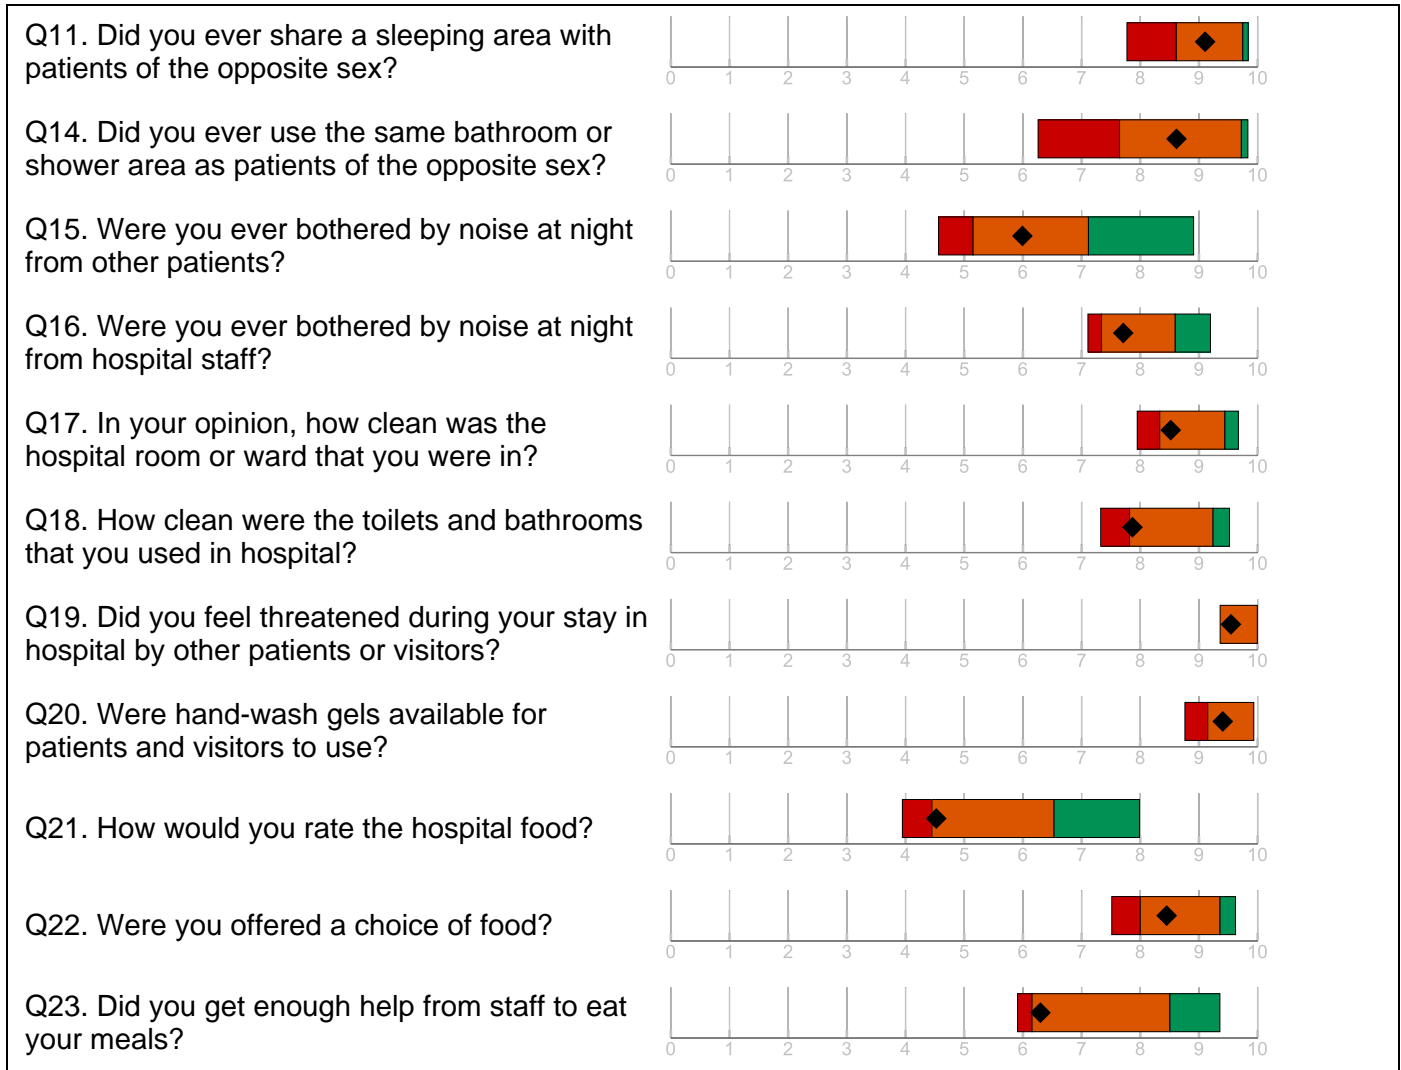 Q11. Did you ever share a sleeping area with
patients of the opposite sex?
0 1 2 3 4 5 6 7 8 9 10
Q14. Did you ever use the same bathroom or
shower area as patients of the opposite sex?
0 1 2 3 4 5 6 7 8 9 10
Q15. Were you ever bothered by noise at night
from other patients?
0 1 2 3 4 5 6 7 8 9 10
Q16. Were you ever bothered by noise at night
from hospital staff?
0 1 2 3 4 5 6 7 8 9 10
Q17. In your opinion, how clean was the
hospital room or ward that you were in?
0 1 2 3 4 5 6 7 8 9 10
Q18. How clean were the toilets and bathrooms
that you used in hospital?
0 1 2 3 4 5 6 7 8 9 10
Q19. Did you feel threatened during your stay in
hospital by other patients or visitors?
0 1 2 3 4 5 6 7 8 9 10
Q20. Were hand-wash gels available for
patients and visitors to use?
0 1 2 3 4 5 6 7 8 9 10
Q21. How would you rate the hospital food?
0 1 2 3 4 5 6 7 8 9 10
Q22. Were you offered a choice of food?
0 1 2 3 4 5 6 7 8 9 10
Q23. Did you get enough help from staff to eat
your meals?
0 1 2 3 4 5 6 7 8 9 10